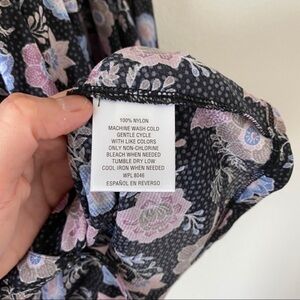 100% NYLON
MACHINE WASH COLD
GENTLE CYCLE
WITH LIKE COLORS
ONLY NON-CHLORINE
BLEACH WHEN NEEDED
TUMBLE DRY LOW
COOL IRON WHEN NEEDED
WPL 8046
ESPAÑOL EN REVERSO